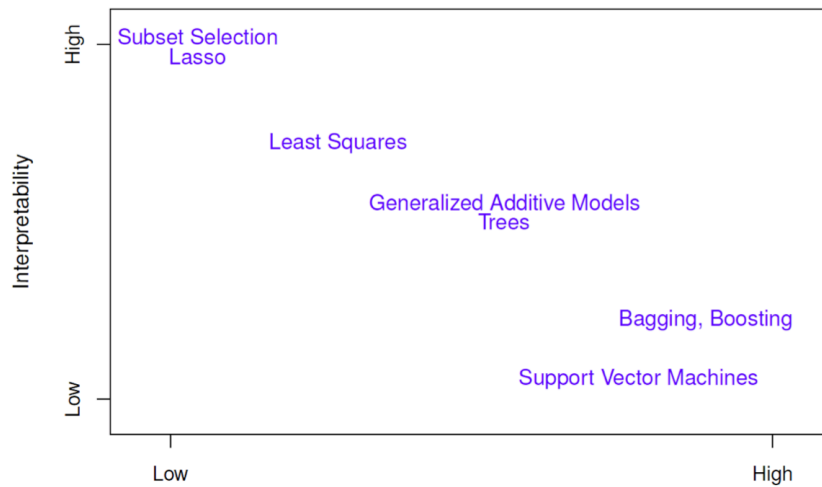 High
Subset Selection
Lasso
Least Squares
Generalized Additive Models
Trees
Interpretability
Bagging, Boosting
Support Vector Machines
Low
Low
High